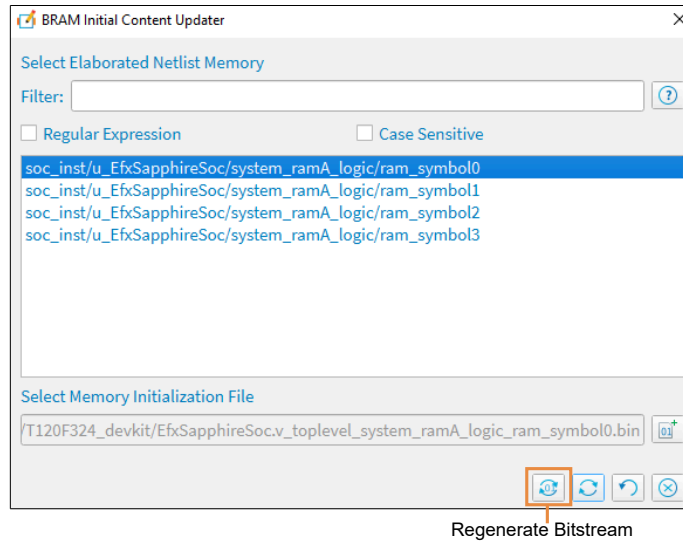 BRAM Initial Content Updater
Select Elaborated Netlist Memory
Filter:
Regular Expression Case Sensitive
soc_inst/u_EfxSapphireSoc/system_ramA_logic/ram_symbol0
soc_inst/u_EfxSapphireSoc/system_ramA_logic/ram_symbol1
soc_inst/u_EfxSapphireSoc/system_ramA_logic/ram_symbol2
soc_inst/u_EfxSapphireSoc/system_ramA_logic/ram_symbol3
Select Memory Initialization File
/T120F324_devkit/EfxSapphireSoc.v_toplevel_system_ramA_logic_ram_symbol0.bin
Regenerate Bitstream